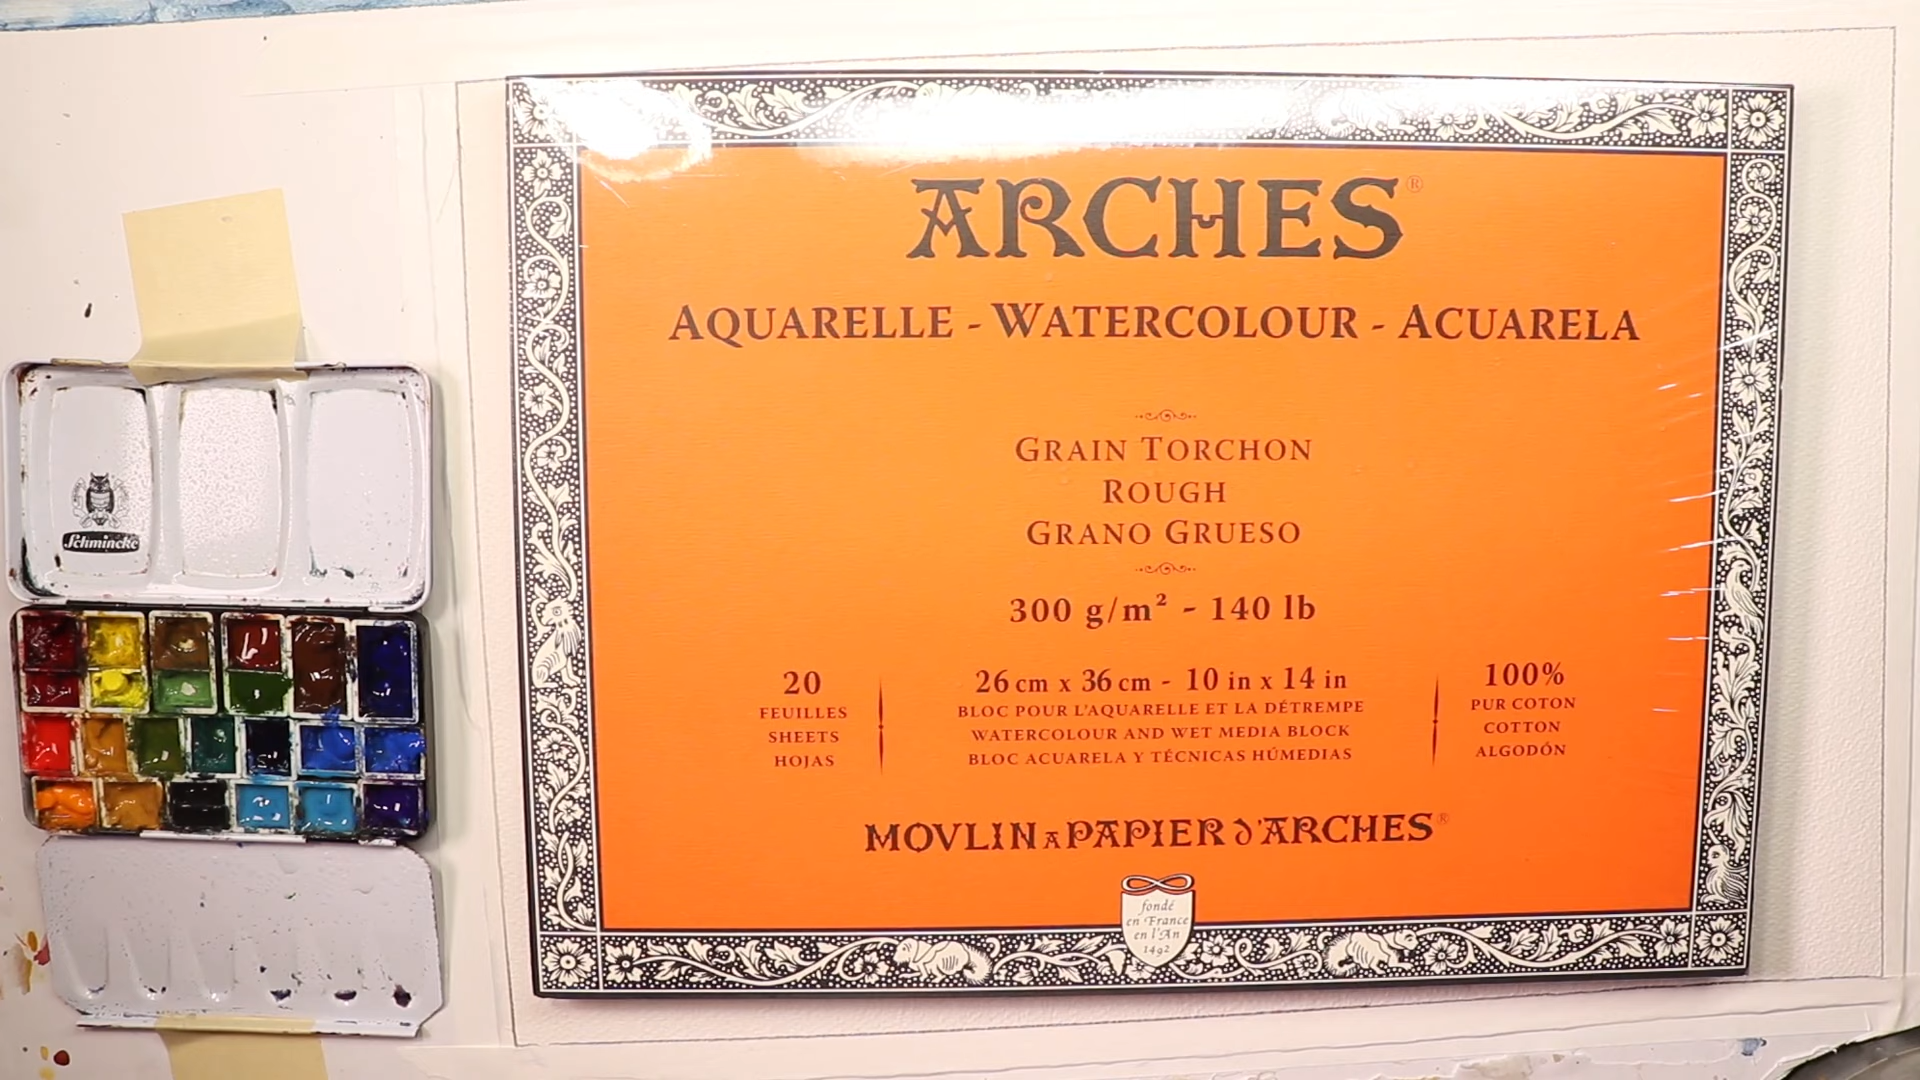 ARCHES®
AQUARELLE - WATERCOLOUR - ACUARELA
GRAIN TORCHON
ROUGH
GRANO GRUESO
300 g/m² - 140 lb
20
FEUILLES
SHEETS
HOJAS
26 cm x 36 cm - 10 in x 14 in
BLOC POUR L'AQUARELLE ET LA DÉTREMPE
WATERCOLOUR AND WET MEDIA BLOCK
BLOC ACUARELA Y TÉCNICAS HÚMEDIAS
100%
PUR COTON
COTTON
ALGODÓN
MOVLIN A PAPIER d'ARCHES®
fondé
en France
en l'An
1492
Schmincke